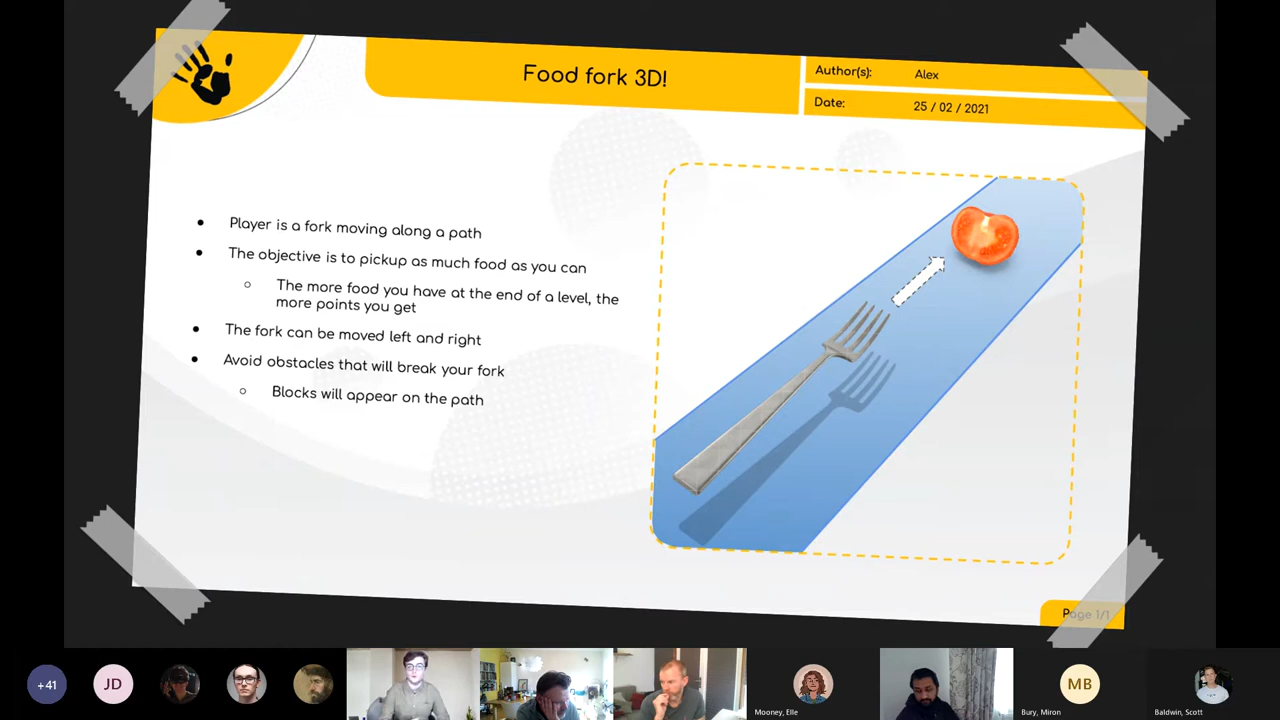 Food fork 3D!
Author(s): Alex
Date: 25 / 02 / 2021
Player is a fork moving along a path
The objective is to pickup as much food as you can
The more food you have at the end of a level, the
more points you get
The fork can be moved left and right
Avoid obstacles that will break your fork
Blocks will appear on the path
Page 1/1
+41
JD
Mooney, Elle
MB
Bury, Miron
Baldwin, Scott